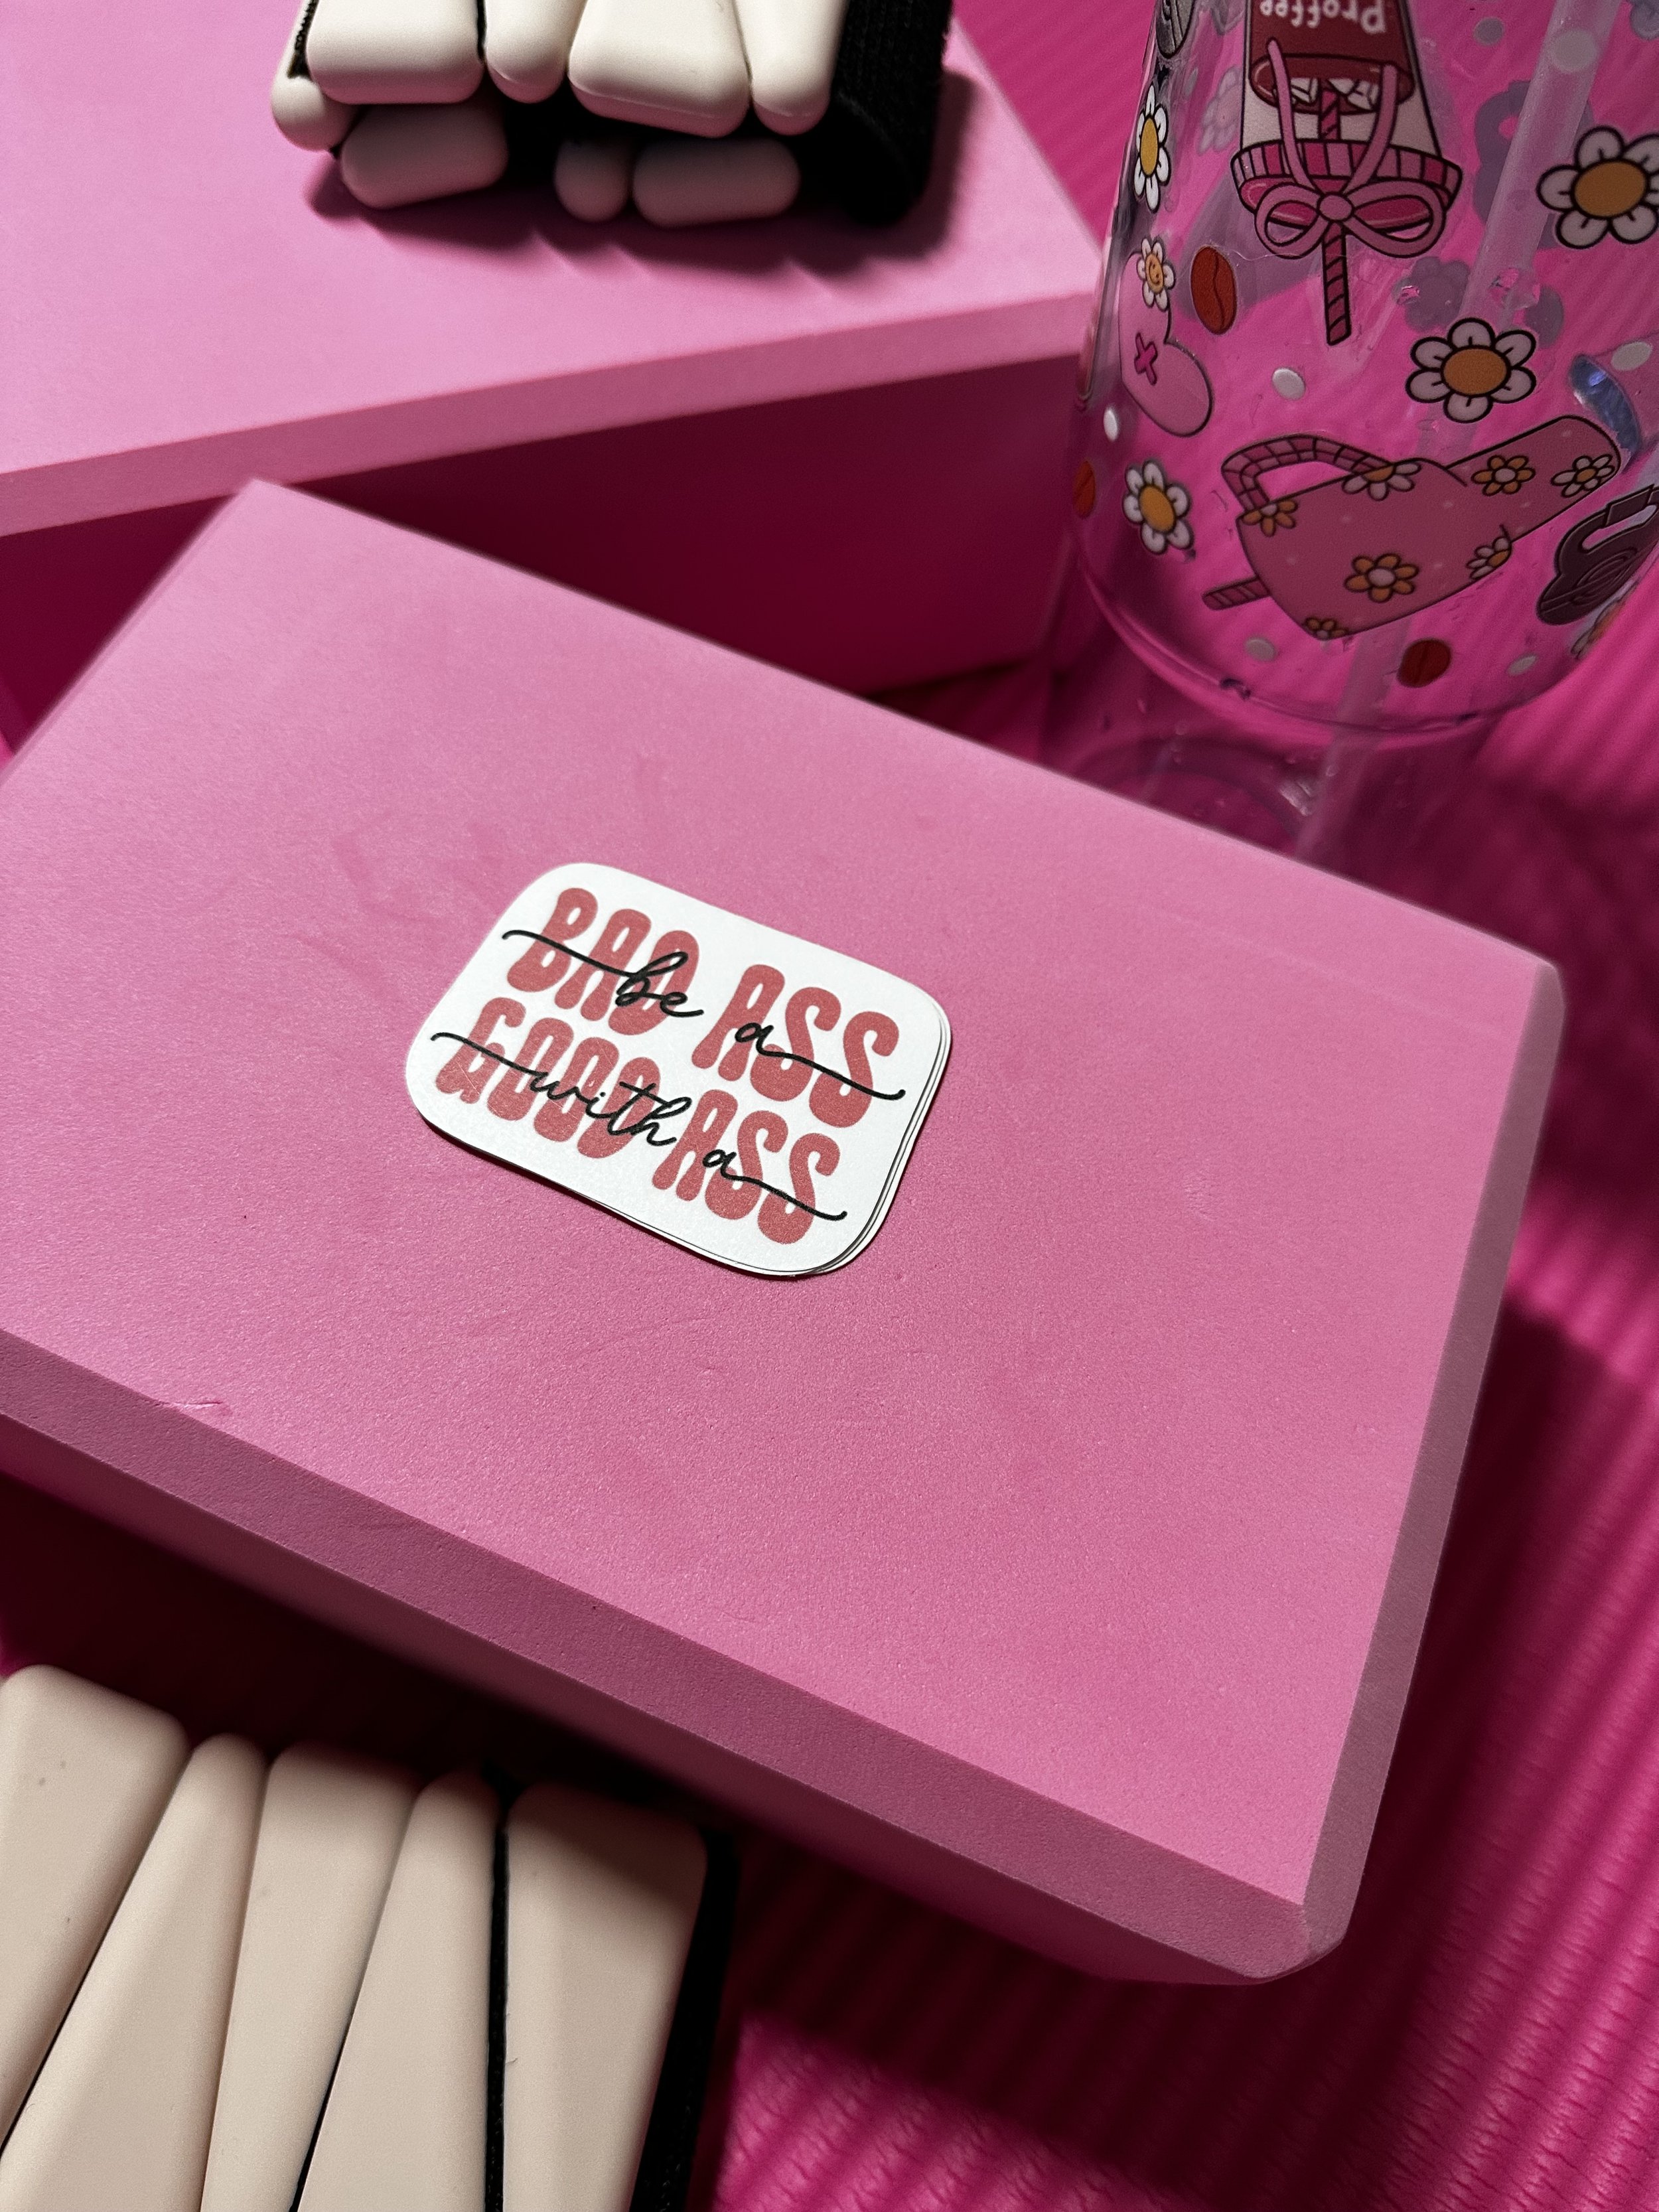 Proffee
be a
BAD ASS
with a
GOOD ASS